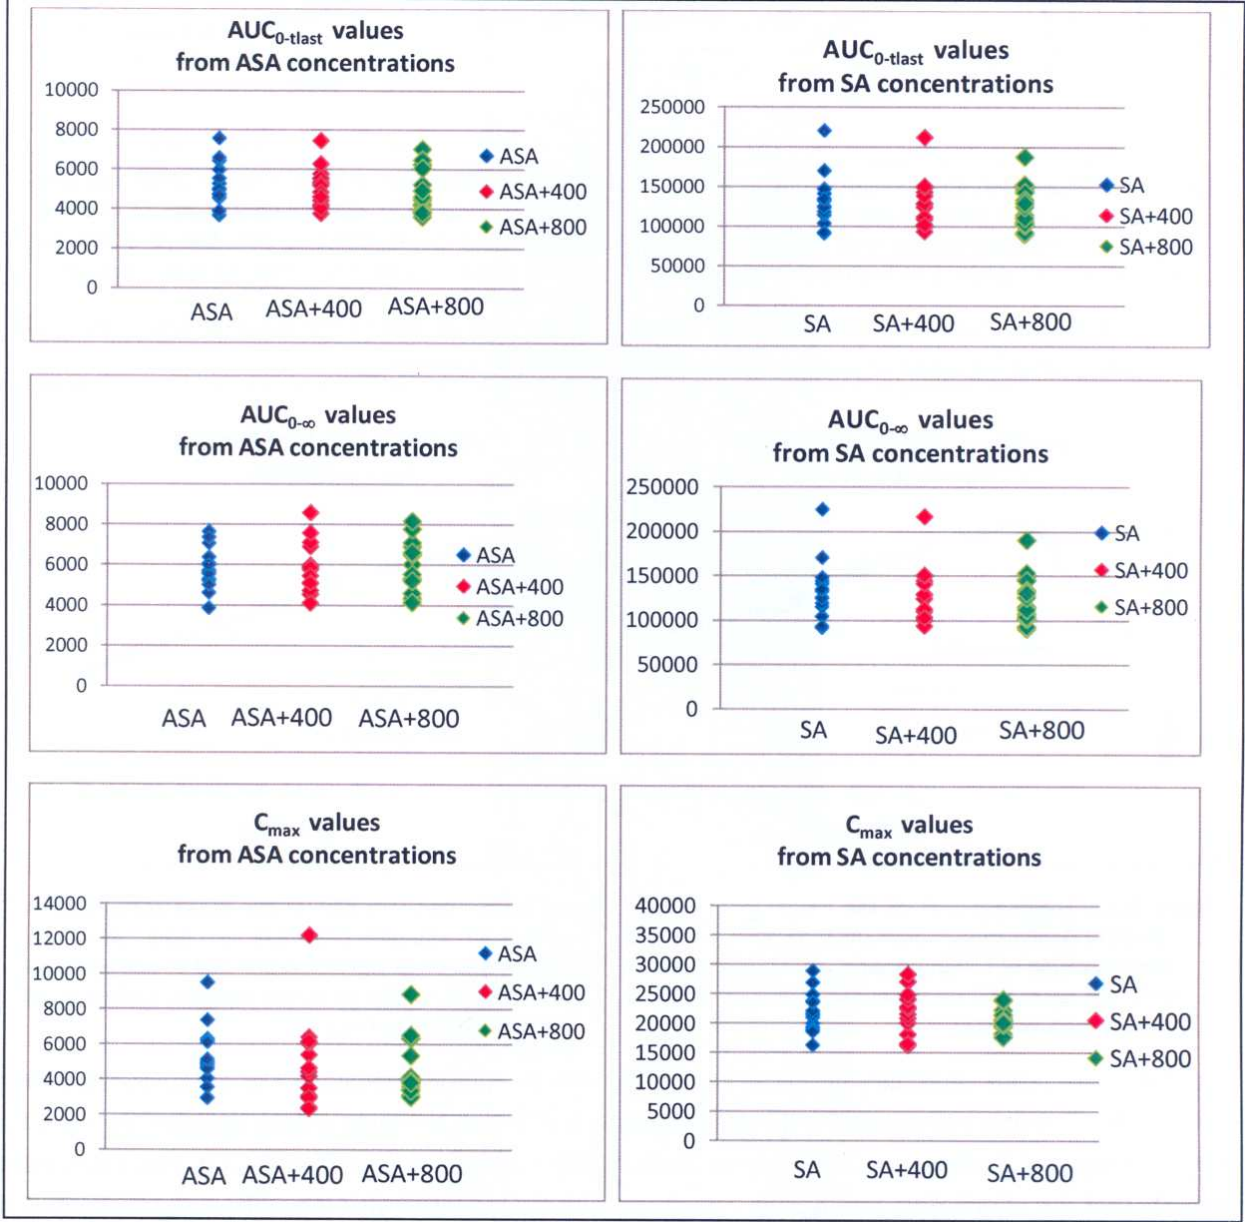 AUC0-tlast values
from ASA concentrations
10000
8000
6000
4000
2000
0
ASA
ASA+400
ASA+800
ASA
ASA+400
ASA+800
AUC0-tlast values
from SA concentrations
250000
200000
150000
100000
50000
0
SA
SA+400
SA+800
SA
SA+400
SA+800
AUC0-∞ values
from ASA concentrations
10000
8000
6000
4000
2000
0
ASA
ASA+400
ASA+800
ASA
ASA+400
ASA+800
AUC0-∞ values
from SA concentrations
250000
200000
150000
100000
50000
0
SA
SA+400
SA+800
SA
SA+400
SA+800
Cmax values
from ASA concentrations
14000
12000
10000
8000
6000
4000
2000
0
ASA
ASA+400
ASA+800
ASA
ASA+400
ASA+800
Cmax values
from SA concentrations
40000
35000
30000
25000
20000
15000
10000
5000
0
SA
SA+400
SA+800
SA
SA+400
SA+800